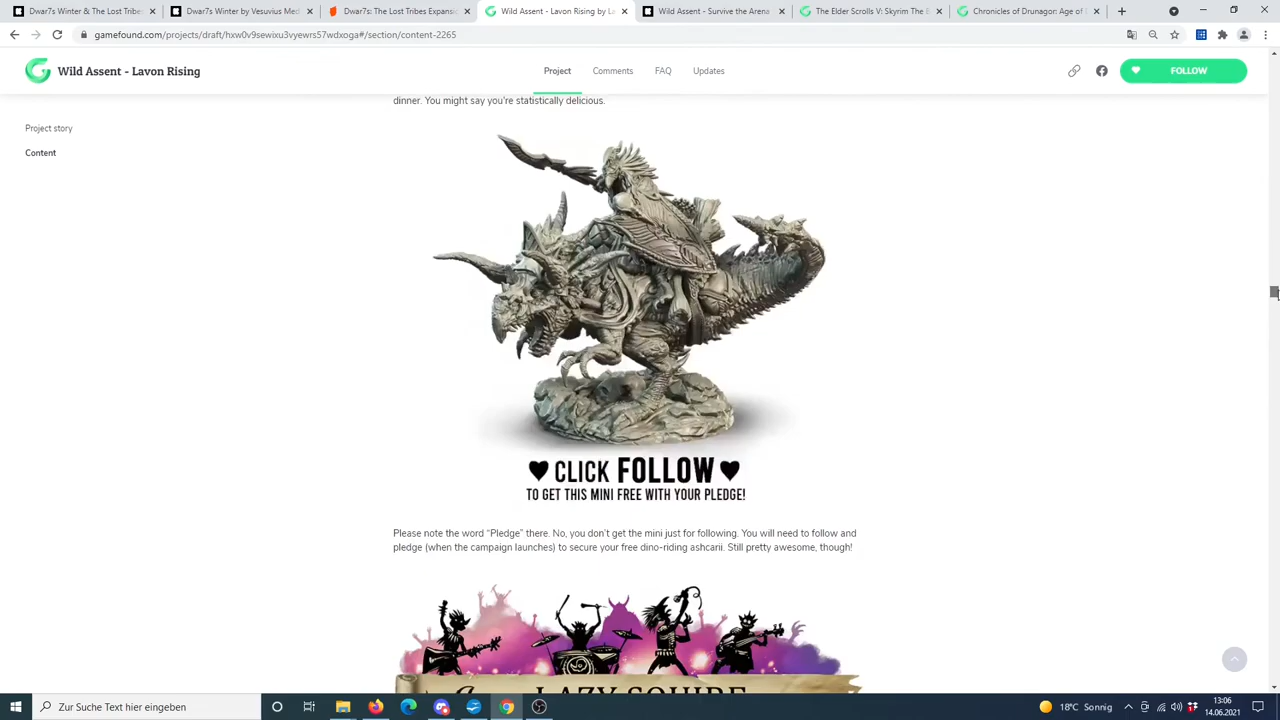 Dwar7s Winter & The Lost Tribes
Dwar7s Winter by Vesuvius Med
Dwar7s: The Lost Tribes Expansi
Wild Assent - Lavon Rising by L
Wild Assent - Survive the Arena
The Elder Scrolls V: Skyrim The B
Chronicles of Drunagor: Age of
gamefound.com/projects/draft/hxw0v9sewixu3vyewrs57wdxoga#/section/content-2265
Wild Assent - Lavon Rising
Project
Comments
FAQ
Updates
FOLLOW
Project story
Content
dinner. You might say you're statistically delicious.
CLICK FOLLOW
TO GET THIS MINI FREE WITH YOUR PLEDGE!
Please note the word "Pledge" there. No, you don't get the mini just for following. You will need to follow and
pledge (when the campaign launches) to secure your free dino-riding ashcarii. Still pretty awesome, though!
LAZY SQUIRE
Zur Suche Text hier eingeben
18°C Sonnig
13:06
14.06.2021